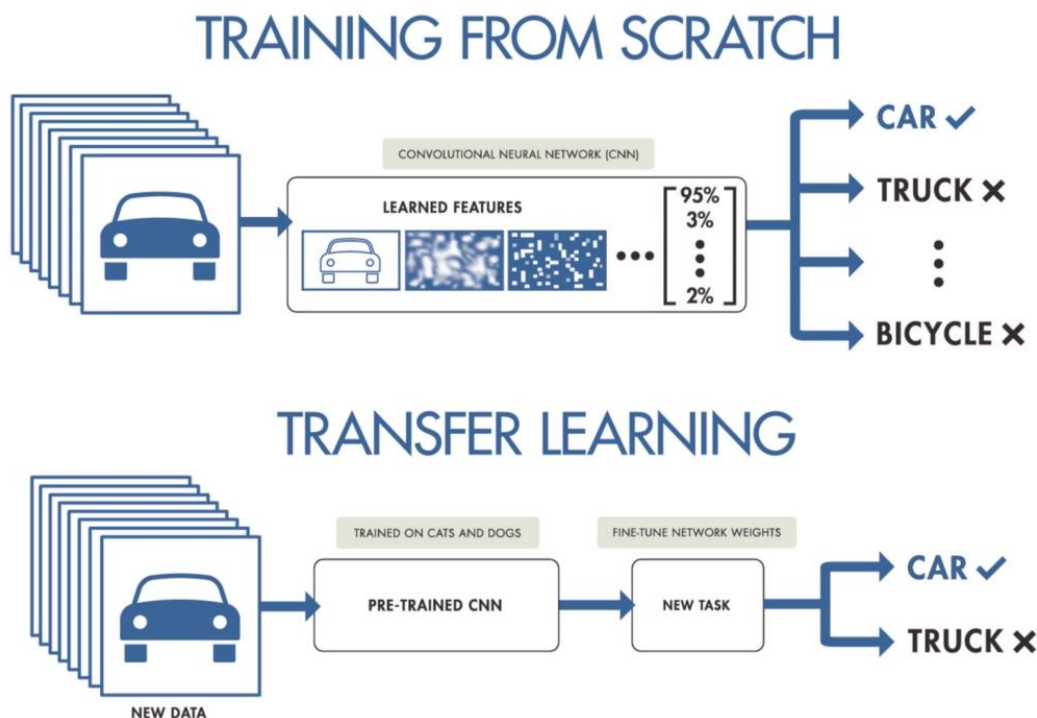 TRAINING FROM SCRATCH
CONVOLUTIONAL NEURAL NETWORK (CNN)
LEARNED FEATURES
95%
3%
2%
CAR ✓
TRUCK ✕
BICYCLE ✕
TRANSFER LEARNING
TRAINED ON CATS AND DOGS
FINE-TUNE NETWORK WEIGHTS
PRE-TRAINED CNN
NEW TASK
CAR ✓
TRUCK ✕
NEW DATA